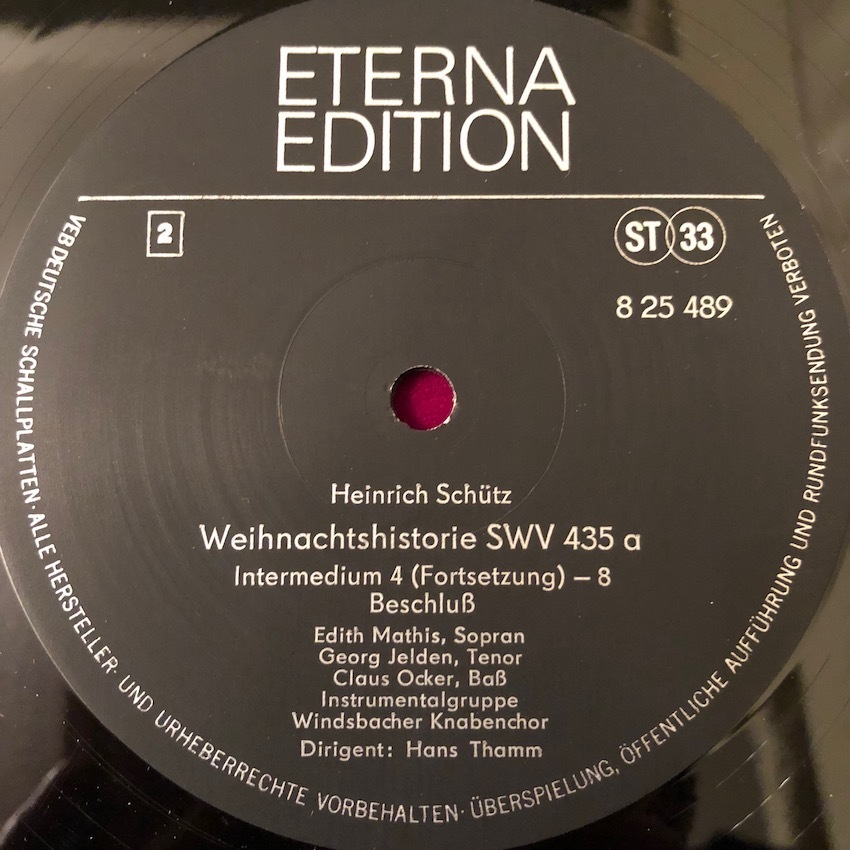 ETERNA
EDITION
2
ST 33
8 25 489
Heinrich Schütz
Weihnachtshistorie SWV 435 a
Intermedium 4 (Fortsetzung) – 8
Beschluß
Edith Mathis, Sopran
Georg Jelden, Tenor
Claus Ocker, Baß
Instrumentalgruppe
Windsbacher Knabenchor
Dirigent: Hans Thamm
VEB DEUTSCHE SCHALLPLATTEN · ALLE HERSTELLER- UND URHEBERRECHTE VORBEHALTEN · ÜBERSPIELUNG, ÖFFENTLICHE AUFFÜHRUNG UND RUNDFUNKSENDUNG VERBOTEN